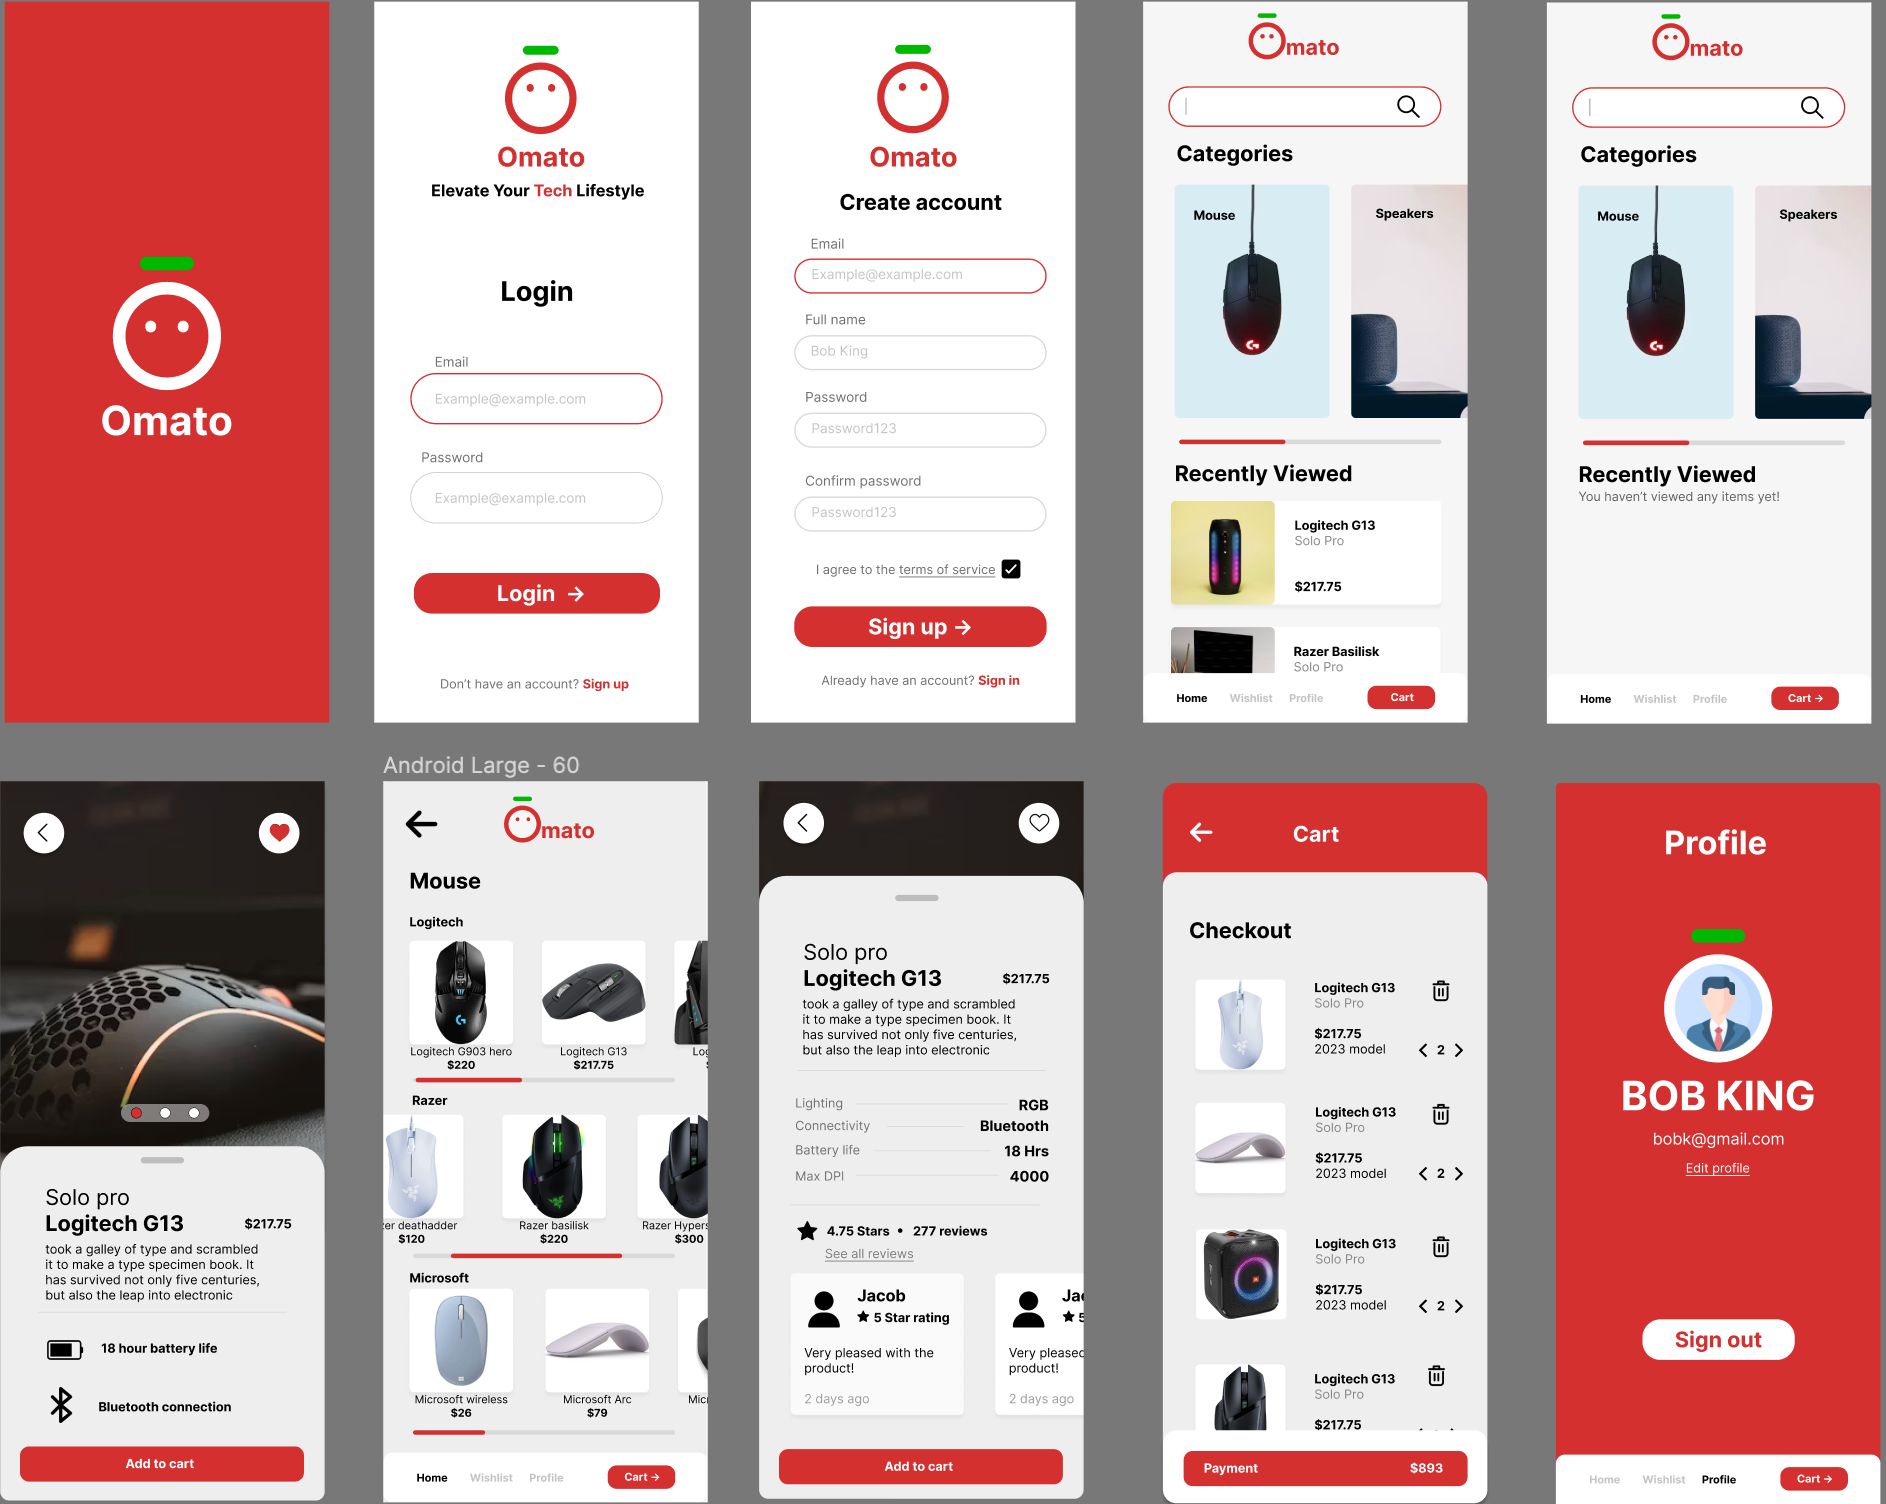 Omato
Omato
Elevate Your Tech Lifestyle
Login
Email
Example@example.com
Password
Example@example.com
Login →
Don't have an account? Sign up
Omato
Create account
Email
Example@example.com
Full name
Bob King
Password
Password123
Confirm password
Password123
I agree to the terms of service
Sign up →
Already have an account? Sign in
Omato
Categories
Mouse
Speakers
Recently Viewed
Logitech G13
Solo Pro
$217.75
Razer Basilisk
Solo Pro
Home Wishlist Profile Cart
Omato
Categories
Mouse
Speakers
Recently Viewed
You haven't viewed any items yet!
Home Wishlist Profile Cart →
Solo pro
Logitech G13 $217.75
took a galley of type and scrambled
it to make a type specimen book. It
has survived not only five centuries,
but also the leap into electronic
18 hour battery life
Bluetooth connection
Add to cart
Android Large - 60
Omato
Mouse
Logitech
Logitech G903 hero
$220
Logitech G13
$217.75
Log
Razer
zer deathadder
$120
Razer basilisk
$220
Razer Hypers
$300
Microsoft
Microsoft wireless
$26
Microsoft Arc
$79
Mic
Home Wishlist Profile Cart →
Solo pro
Logitech G13 $217.75
took a galley of type and scrambled
it to make a type specimen book. It
has survived not only five centuries,
but also the leap into electronic
Lighting RGB
Connectivity Bluetooth
Battery life 18 Hrs
Max DPI 4000
4.75 Stars • 277 reviews
See all reviews
Jacob
5 Star rating
Very pleased with the
product!
2 days ago
Ja
5
Very pleased
product!
2 days ago
Add to cart
Cart
Checkout
Logitech G13
Solo Pro
$217.75
2023 model
2
Logitech G13
Solo Pro
$217.75
2023 model
2
Logitech G13
Solo Pro
$217.75
2023 model
2
Logitech G13
Solo Pro
$217.75
Payment $893
Profile
BOB KING
bobk@gmail.com
Edit profile
Sign out
Home Wishlist Profile Cart →